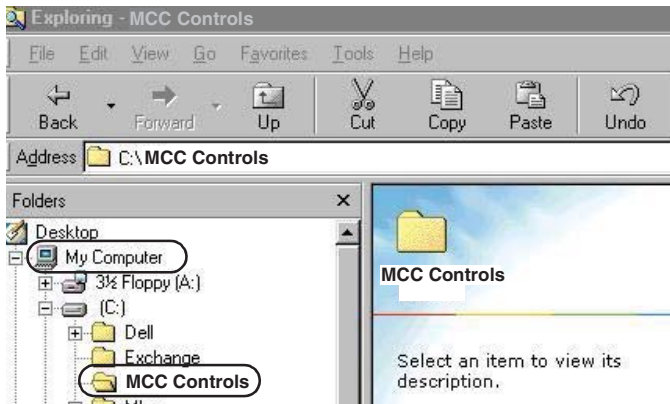 Exploring - MCC Controls
File Edit View Go Favorites Tools Help
Back Forward Up Cut Copy Paste Undo
Address C:\MCC Controls
Folders
Desktop
My Computer
3½ Floppy (A:)
(C:)
Dell
Exchange
MCC Controls
MCC Controls
Select an item to view its
description.